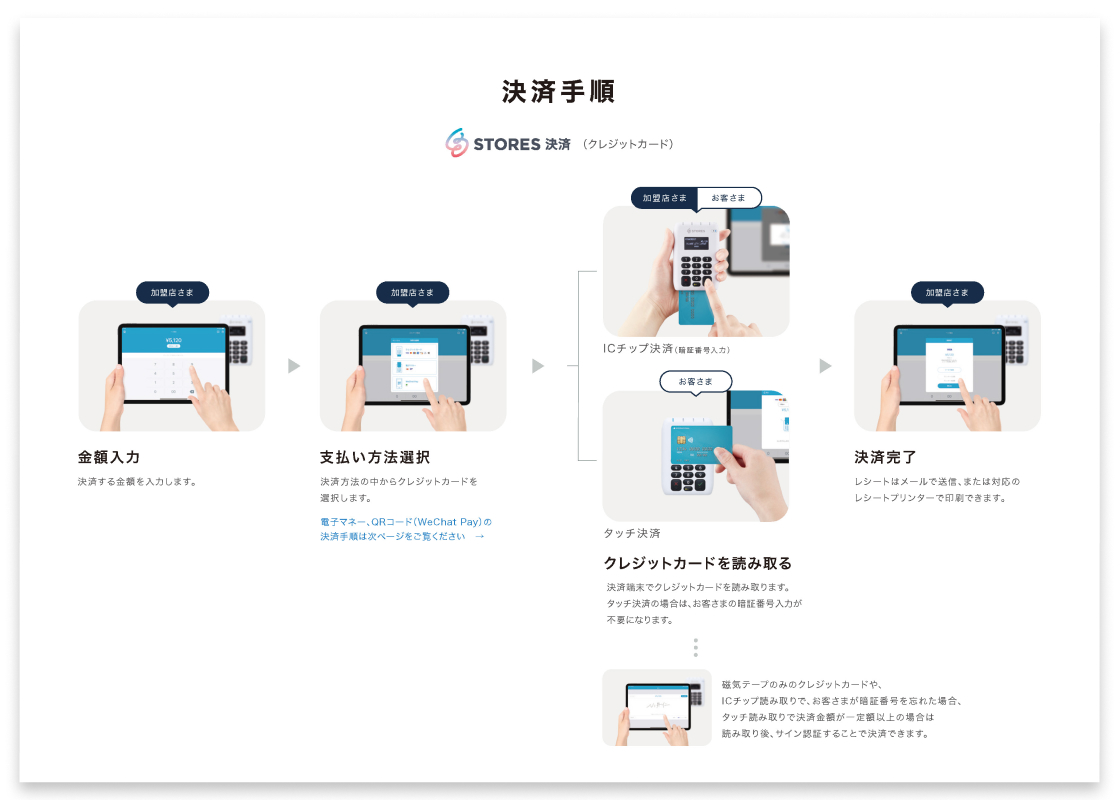 決済手順
STORES 決済 （クレジットカード）
加盟店さま
¥5,120
金額入力
決済する金額を入力します。
加盟店さま
支払い方法選択
決済方法の中からクレジットカードを
選択します。
電子マネー、QRコード（WeChat Pay）の
決済手順は次ページをご覧ください →
加盟店さま お客さま
STORES
ICチップ決済（暗証番号入力）
お客さま
タッチ決済
クレジットカードを読み取る
決済端末でクレジットカードを読み取ります。
タッチ決済の場合は、お客さまの暗証番号入力が
不要になります。
磁気テープのみのクレジットカードや、
ICチップ読み取りで、お客さまが暗証番号を忘れた場合、
タッチ読み取りで決済金額が一定額以上の場合は
読み取り後、サイン認証することで決済できます。
加盟店さま
決済完了
レシートはメールで送信、または対応の
レシートプリンターで印刷できます。